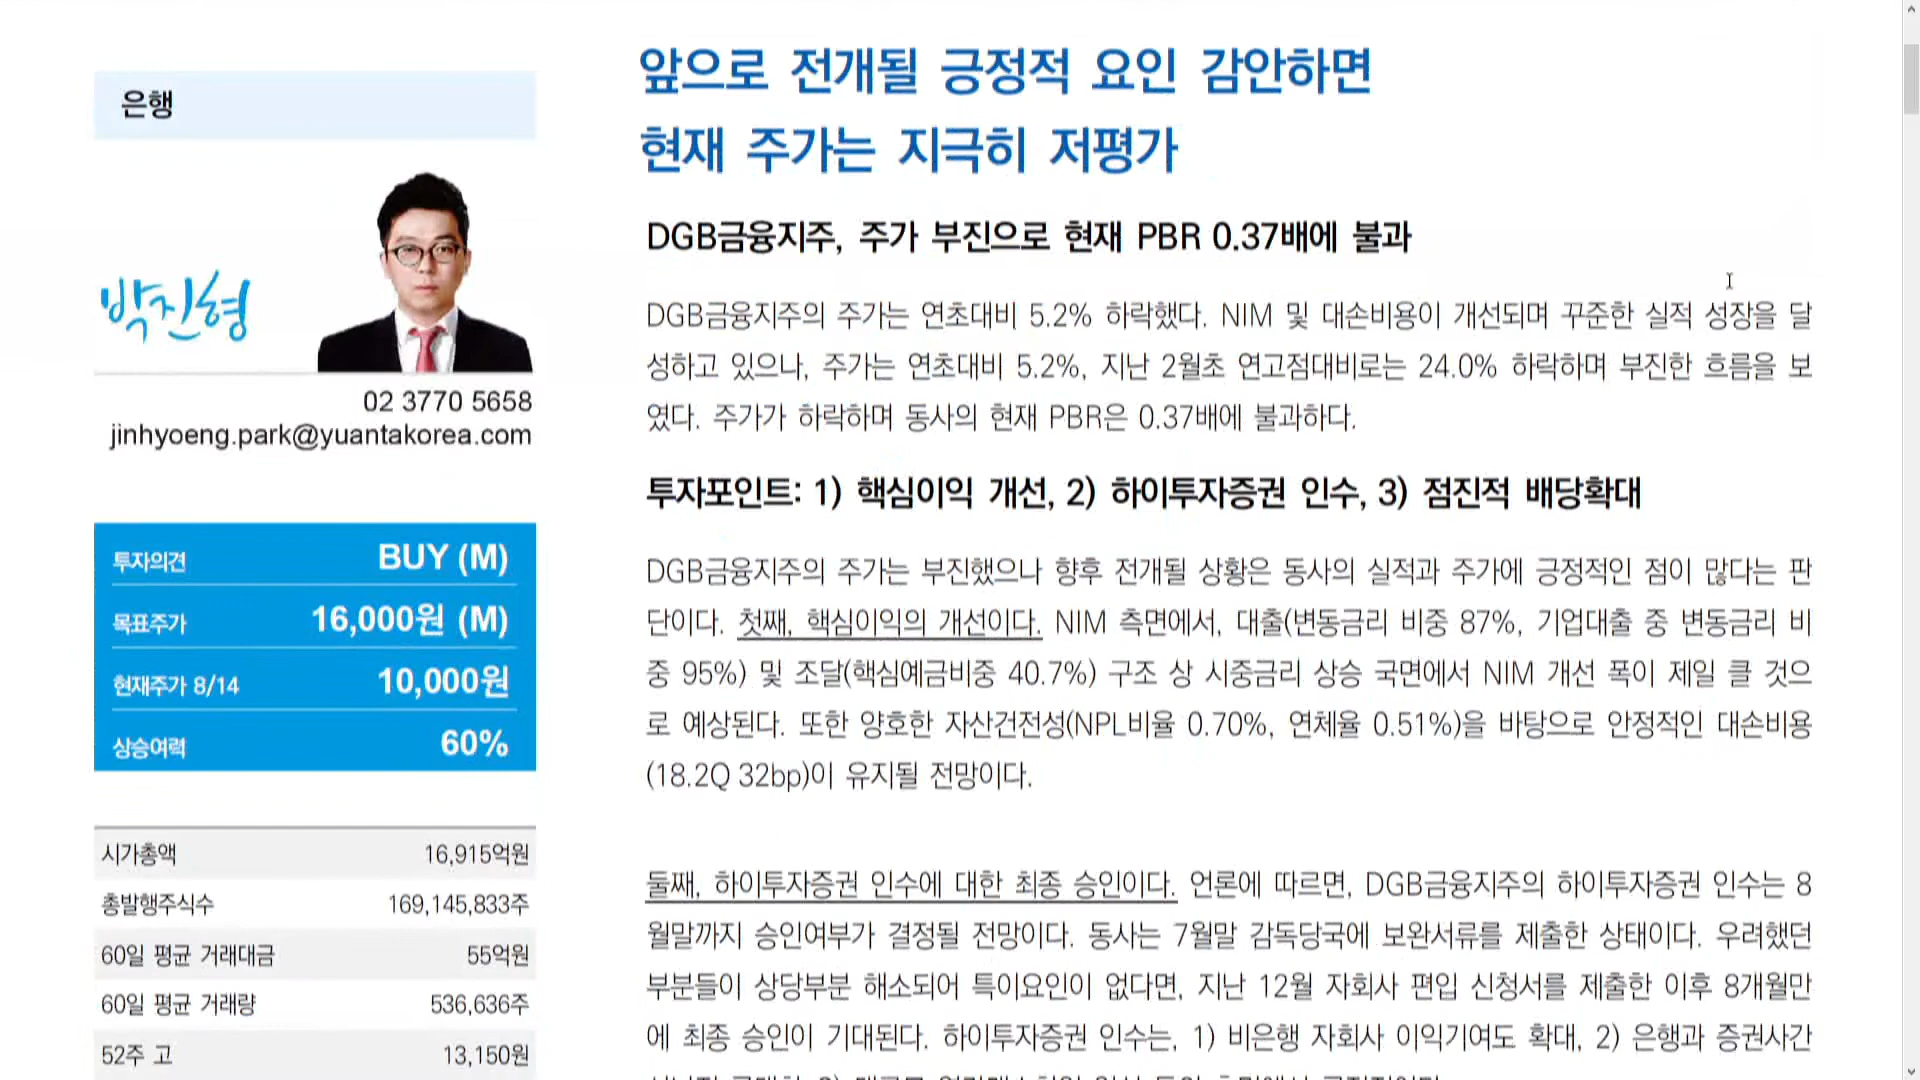 은행
박진형
02 3770 5658
jinhyoeng.park@yuantakorea.com
투자의견 BUY (M)
목표주가 16,000원 (M)
현재주가 8/14 10,000원
상승여력 60%
시가총액 16,915억원
총발행주식수 169,145,833주
60일 평균 거래대금 55억원
60일 평균 거래량 536,636주
52주 고 13,150원
앞으로 전개될 긍정적 요인 감안하면
현재 주가는 지극히 저평가
DGB금융지주, 주가 부진으로 현재 PBR 0.37배에 불과
DGB금융지주의 주가는 연초대비 5.2% 하락했다. NIM 및 대손비용이 개선되며 꾸준한 실적 성장을 달
성하고 있으나, 주가는 연초대비 5.2%, 지난 2월초 연고점대비로는 24.0% 하락하며 부진한 흐름을 보
였다. 주가가 하락하며 동사의 현재 PBR은 0.37배에 불과하다.
투자포인트: 1) 핵심이익 개선, 2) 하이투자증권 인수, 3) 점진적 배당확대
DGB금융지주의 주가는 부진했으나 향후 전개될 상황은 동사의 실적과 주가에 긍정적인 점이 많다는 판
단이다. 첫째, 핵심이익의 개선이다. NIM 측면에서, 대출(변동금리 비중 87%, 기업대출 중 변동금리 비
중 95%) 및 조달(핵심예금비중 40.7%) 구조 상 시중금리 상승 국면에서 NIM 개선 폭이 제일 클 것으
로 예상된다. 또한 양호한 자산건전성(NPL비율 0.70%, 연체율 0.51%)을 바탕으로 안정적인 대손비용
(18.2Q 32bp)이 유지될 전망이다.
둘째, 하이투자증권 인수에 대한 최종 승인이다. 언론에 따르면, DGB금융지주의 하이투자증권 인수는 8
월말까지 승인여부가 결정될 전망이다. 동사는 7월말 감독당국에 보완서류를 제출한 상태이다. 우려했던
부분들이 상당부분 해소되어 특이요인이 없다면, 지난 12월 자회사 편입 신청서를 제출한 이후 8개월만
에 최종 승인이 기대된다. 하이투자증권 인수는, 1) 비은행 자회사 이익기여도 확대, 2) 은행과 증권사간